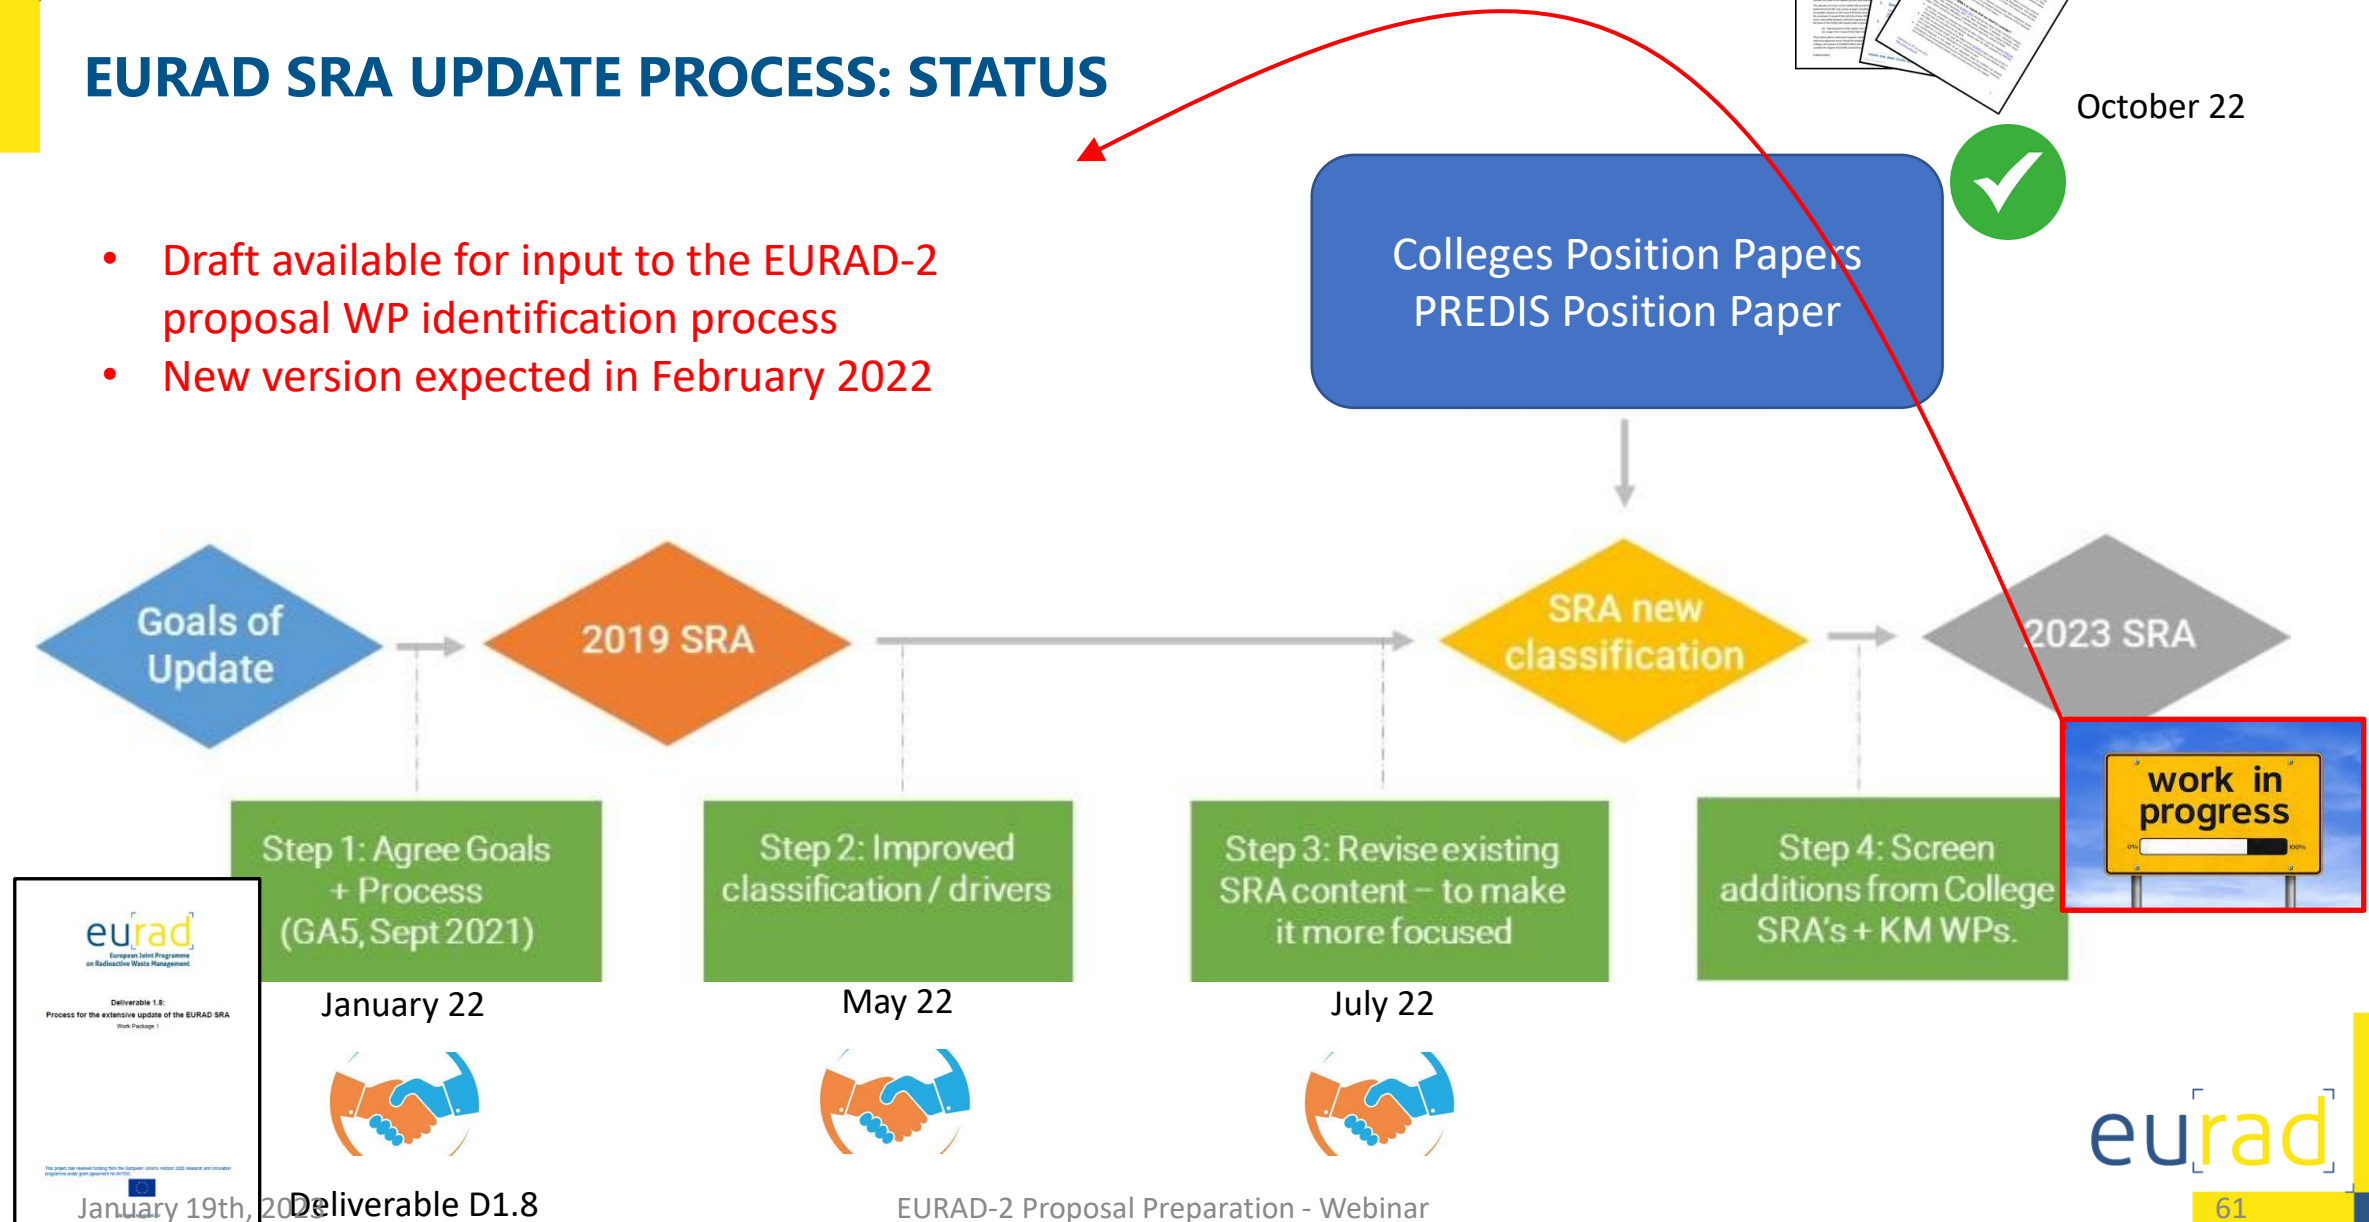 EURAD SRA UPDATE PROCESS: STATUS
October 22
• Draft available for input to the EURAD-2
proposal WP identification process
• New version expected in February 2022
Colleges Position Papers
PREDIS Position Paper
Goals of
Update
2019 SRA
SRA new
classification
2023 SRA
Step 1: Agree Goals
+ Process
(GA5, Sept 2021)
Step 2: Improved
classification / drivers
Step 3: Revise existing
SRA content – to make
it more focused
Step 4: Screen
additions from College
SRA's + KM WPs.
work in
progress
0%
100%
January 22
May 22
July 22
eurad
European Joint Programme
on Radioactive Waste Management
Deliverable 1.8:
Process for the extensive update of the EURAD SRA
Work Package 1
Deliverable D1.8
eurad
January 19th, 2023
EURAD-2 Proposal Preparation - Webinar
61